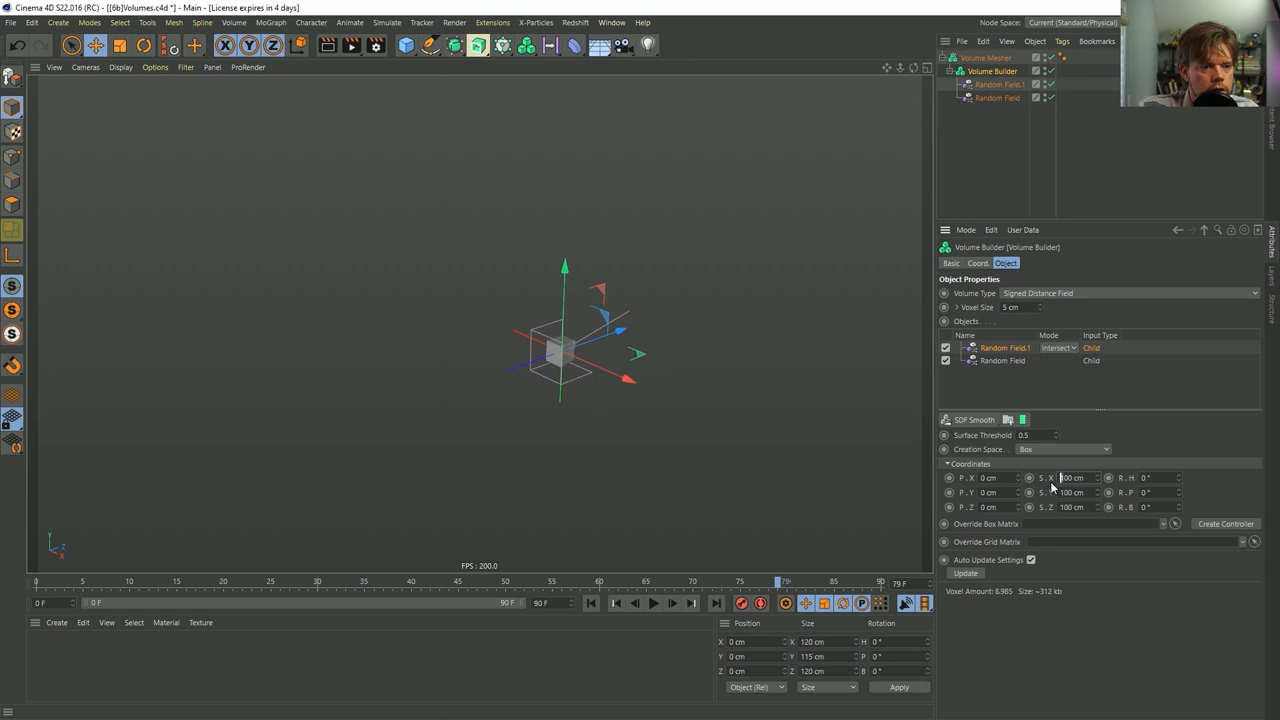 Cinema 4D S22.016 (RC) - [[6b]Volumes.c4d *] - Main - [License expires in 4 days]
File Edit Create Modes Select Tools Mesh Spline Volume MoGraph Character Animate Simulate Tracker Render Extensions X-Particles Redshift Window Help
Node Space: Current (Standard/Physical)
X Y Z
File Edit View Object Tags Bookmarks
View Cameras Display Options Filter Panel ProRender
Volume Mesher
Volume Builder
Random Field.1
Random Field
Mode Edit User Data
Volume Builder [Volume Builder]
Basic Coord. Object
Object Properties
Volume Type Signed Distance Field
Voxel Size 5 cm
Objects . . . .
Name Mode Input Type
Random Field.1 Intersect Child
Random Field Child
SDF Smooth
Surface Threshold 0.5
Creation Space . . Box
Coordinates
P . X 0 cm S . X 100 cm R . H 0 °
P . Y 0 cm S . Y 100 cm R . P 0 °
P . Z 0 cm S . Z 100 cm R . B 0 °
Override Box Matrix Create Controller
Override Grid Matrix
Auto Update Settings
Update
Voxel Amount: 8.985 Size: ~312 kb
Attributes
Layers
Structure
Y Z X
FPS : 200.0
0 5 10 15 20 25 30 35 40 45 50 55 60 65 70 75 79 85 90 79 F
0 F 0 F 90 F 90 F
Create Edit View Select Material Texture
Position Size Rotation
X 0 cm X 120 cm H 0 °
Y 0 cm Y 115 cm P 0 °
Z 0 cm Z 120 cm B 0 °
Object (Rel) Size Apply